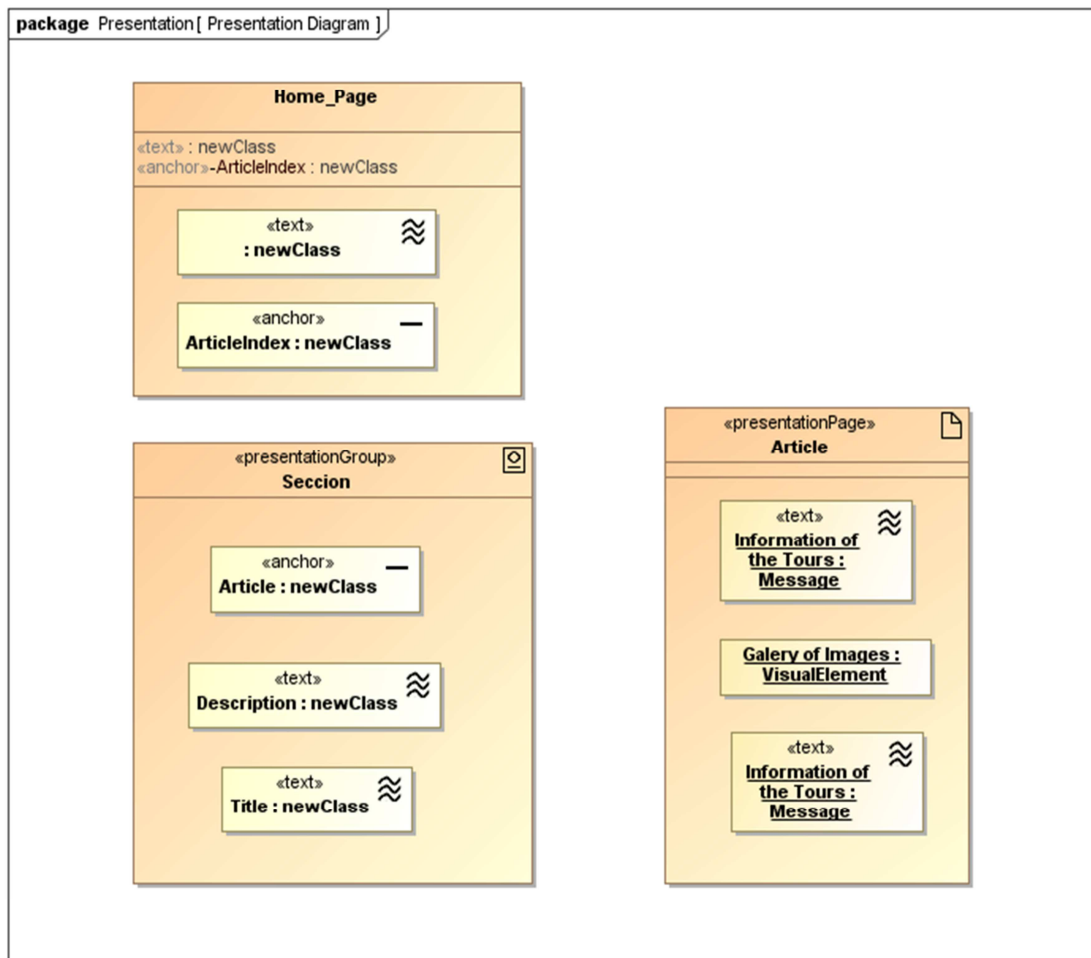 package Presentation[ Presentation Diagram ]
Home_Page
«text» : newClass
«anchor»-ArticleIndex : newClass
«text»
: newClass
«anchor»
ArticleIndex : newClass
«presentationGroup»
Seccion
«anchor»
Article : newClass
«text»
Description : newClass
«text»
Title : newClass
«presentationPage»
Article
«text»
Information of
the Tours :
Message
Galery of Images :
VisualElement
«text»
Information of
the Tours :
Message